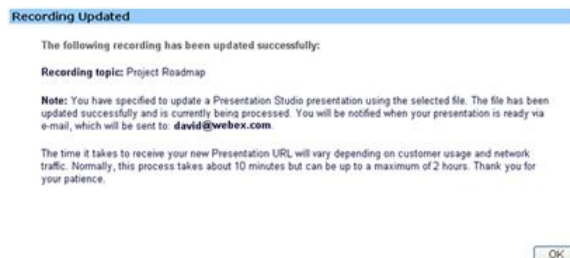 Recording Updated
The following recording has been updated successfully:
Recording topic: Project Roadmap
Note: You have specified to update a Presentation Studio presentation using the selected file. The file has been
updated successfully and is currently being processed. You will be notified when your presentation is ready via
e-mail, which will be sent to: david@webex.com.
The time it takes to receive your new Presentation URL will vary depending on customer usage and network
traffic. Normally, this process takes about 10 minutes but can be up to a maximum of 2 hours. Thank you for
your patience.
OK